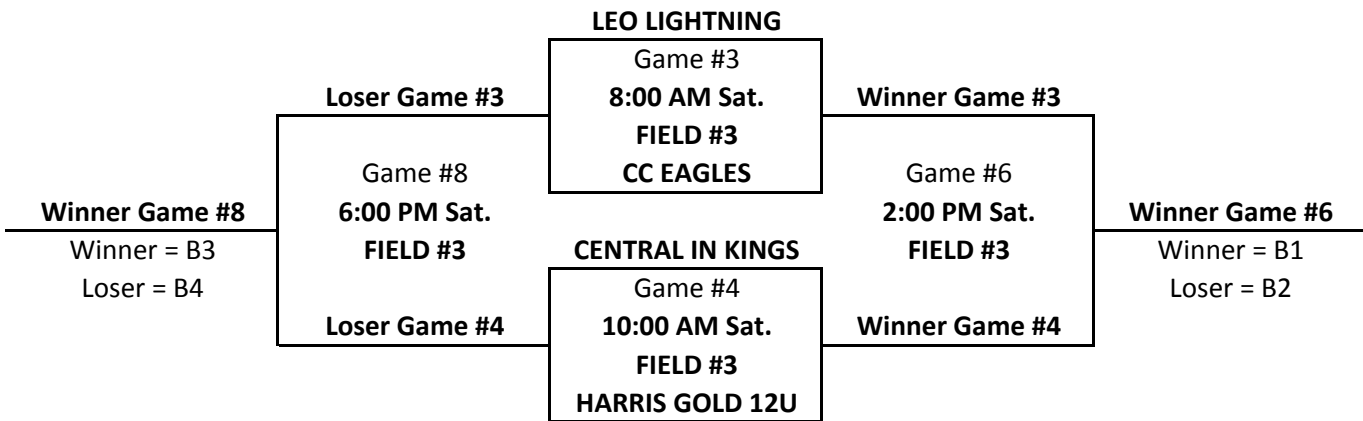 LEO LIGHTNING
Game #3
Loser Game #3 8:00 AM Sat. Winner Game #3
FIELD #3
Game #8 CC EAGLES Game #6
Winner Game #8 6:00 PM Sat. 2:00 PM Sat. Winner Game #6
Winner = B3 FIELD #3 CENTRAL IN KINGS FIELD #3 Winner = B1
Loser = B4 Game #4 Loser = B2
Loser Game #4 10:00 AM Sat. Winner Game #4
FIELD #3
HARRIS GOLD 12U